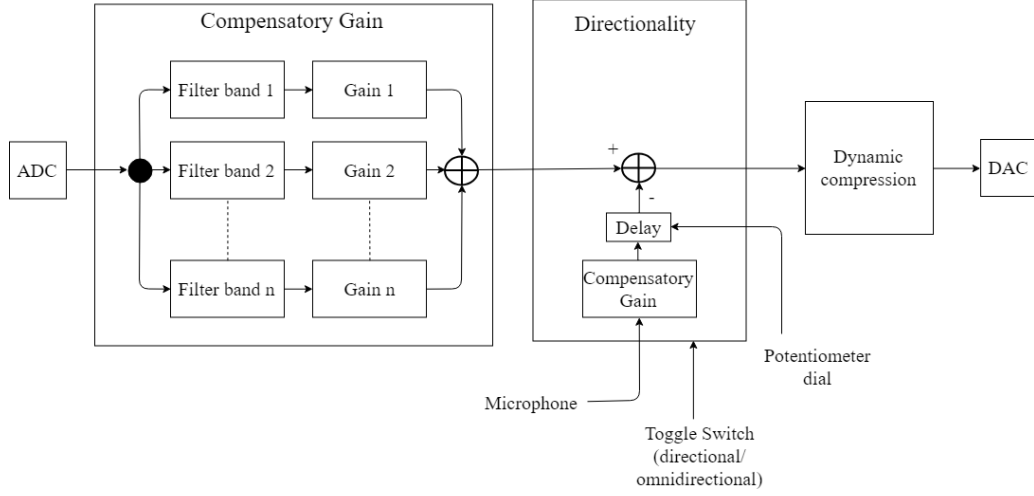 Compensatory Gain
Directionality
Filter band 1
Gain 1
ADC
Filter band 2
Gain 2
Filter band n
Gain n
+
-
Delay
Compensatory
Gain
Dynamic
compression
DAC
Microphone
Potentiometer
dial
Toggle Switch
(directional/
omnidirectional)